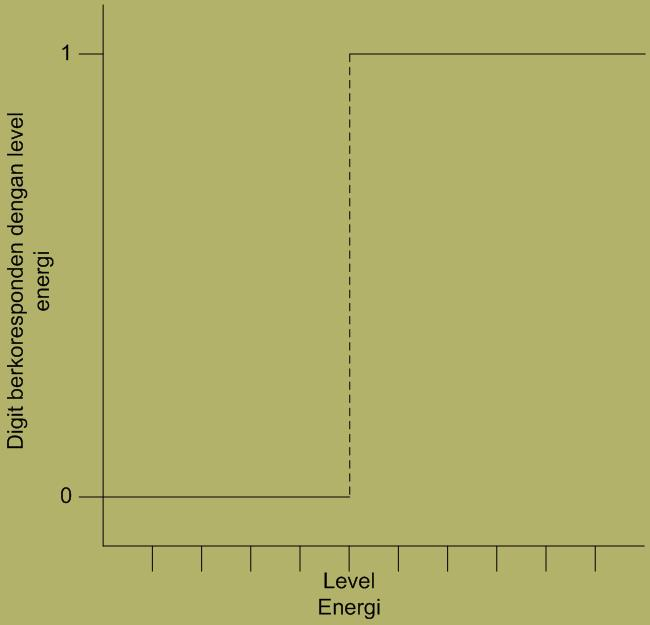 1
Digit berkoresponden dengan level
energi
0
Level
Energi